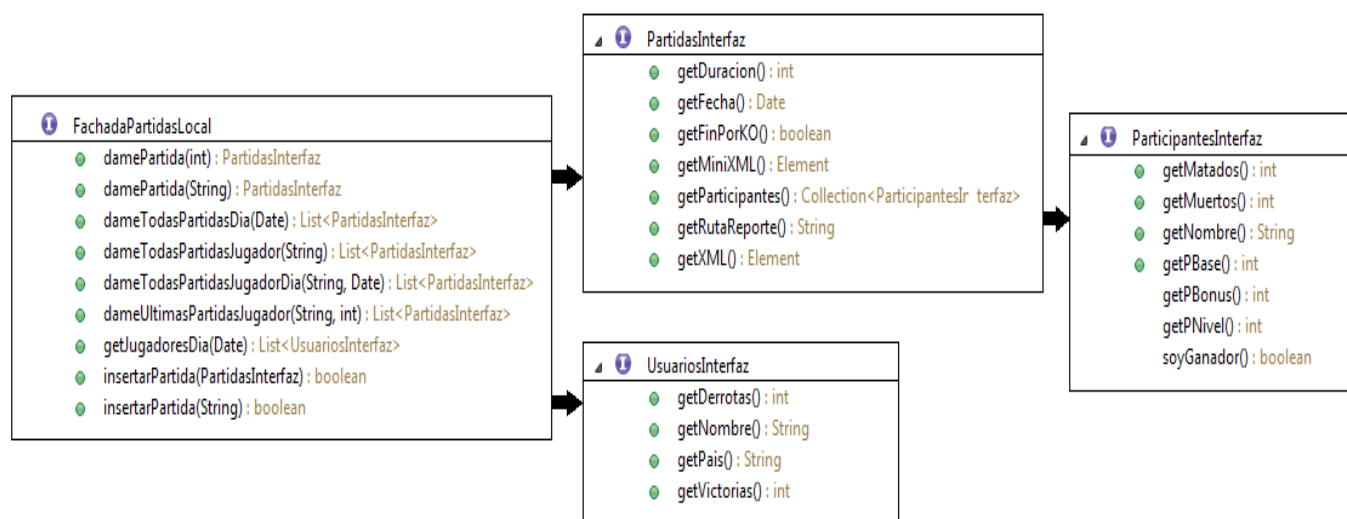 FachadaPartidasLocal
damePartida(int) : PartidasInterfaz
damePartida(String) : PartidasInterfaz
dameTodasPartidasDia(Date) : List<PartidasInterfaz>
dameTodasPartidasJugador(String) : List<PartidasInterfaz>
dameTodasPartidasJugadorDia(String, Date) : List<PartidasInterfaz>
dameUltimasPartidasJugador(String, int) : List<PartidasInterfaz>
getJugadoresDia(Date) : List<UsuariosInterfaz>
insertarPartida(PartidasInterfaz) : boolean
insertarPartida(String) : boolean
PartidasInterfaz
getDuracion() : int
getFecha() : Date
getFinPorKO() : boolean
getMiniXML() : Element
getParticipantes() : Collection<ParticipantesIr terfaz>
getRutaReporte() : String
getXML() : Element
UsuariosInterfaz
getDerrotas() : int
getNombre() : String
getPais() : String
getVictorias() : int
ParticipantesInterfaz
getMatados() : int
getMuertos() : int
getNombre() : String
getPBase() : int
getPBonus() : int
getPNivel() : int
soyGanador() : boolean